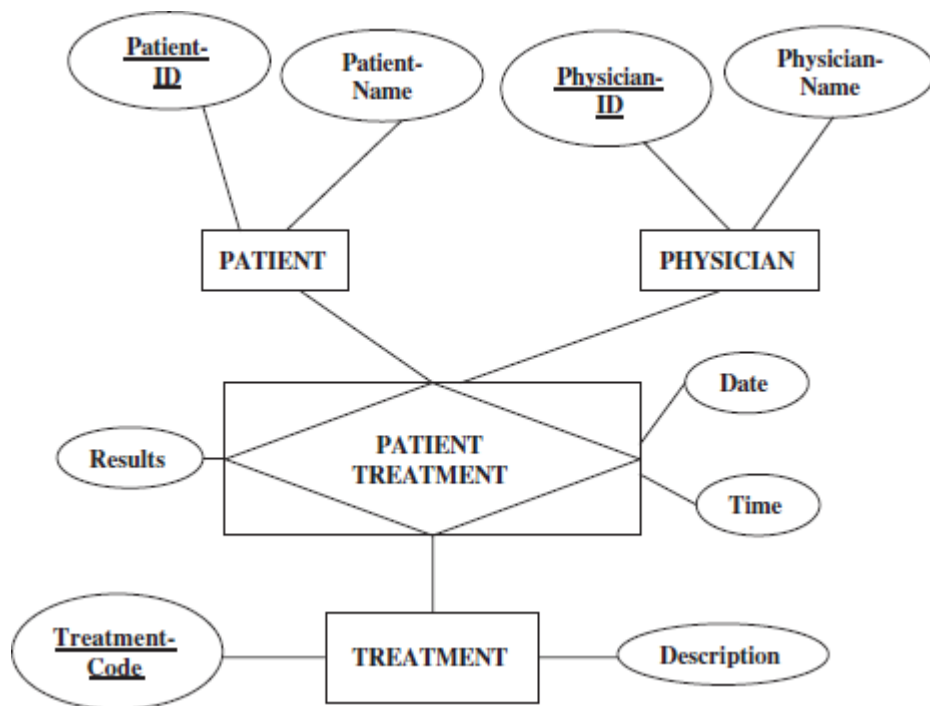 Patient-
ID
Patient-
Name
Physician-
ID
Physician-
Name
PATIENT
PHYSICIAN
Date
PATIENT
TREATMENT
Results
Time
Treatment-
Code
TREATMENT
Description